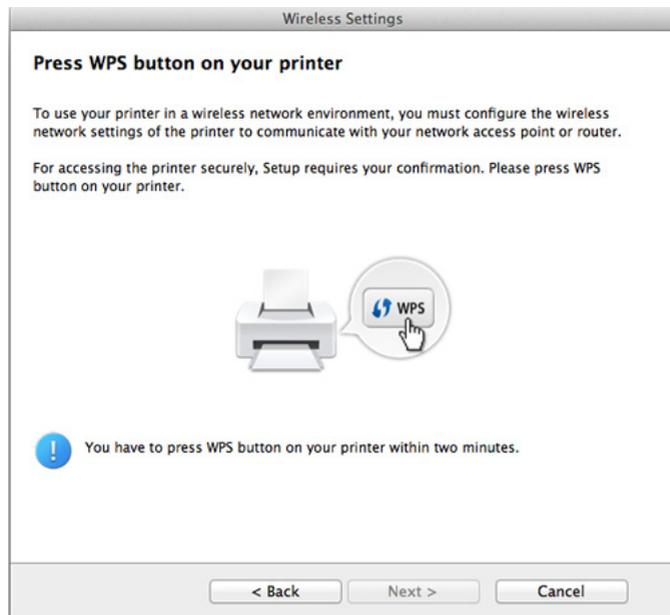 Wireless Settings
Press WPS button on your printer
To use your printer in a wireless network environment, you must configure the wireless
network settings of the printer to communicate with your network access point or router.
For accessing the printer securely, Setup requires your confirmation. Please press WPS
button on your printer.
WPS
You have to press WPS button on your printer within two minutes.
< Back
Next >
Cancel